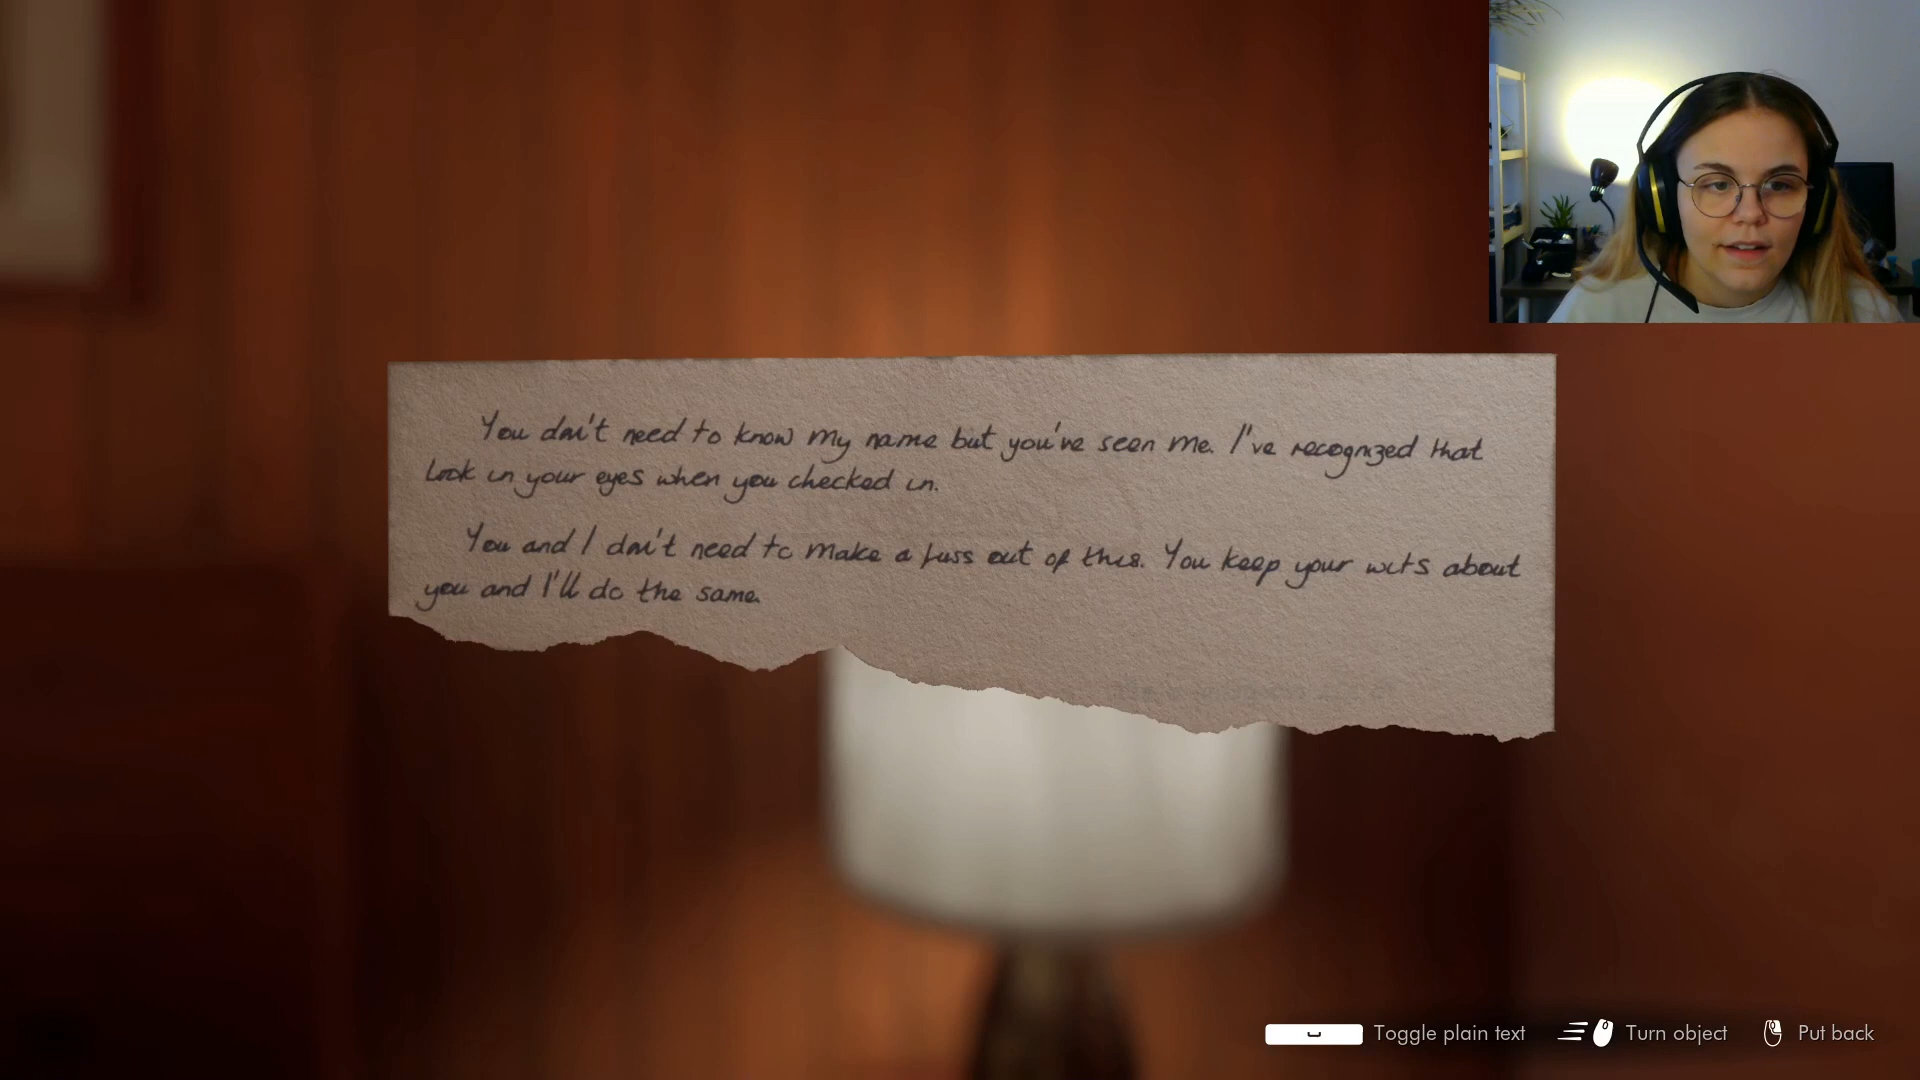 You don't need to know my name but you've seen me. I've recognized that
look in your eyes when you checked in.
You and I don't need to make a fuss out of this. You keep your wits about
you and I'll do the same.
Toggle plain text Turn object Put back